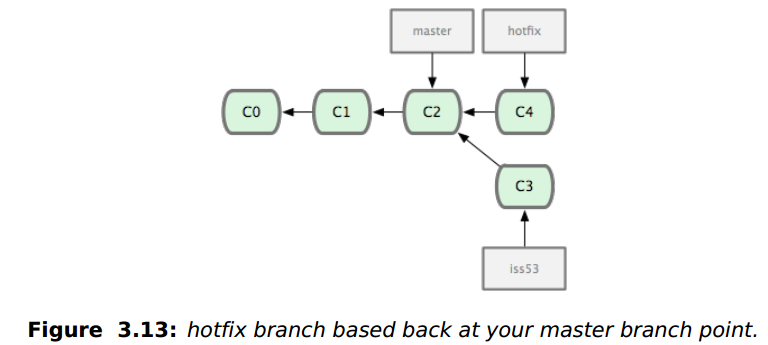 master hotfix
C0 C1 C2 C4
C3
iss53
Figure 3.13: hotfix branch based back at your master branch point.